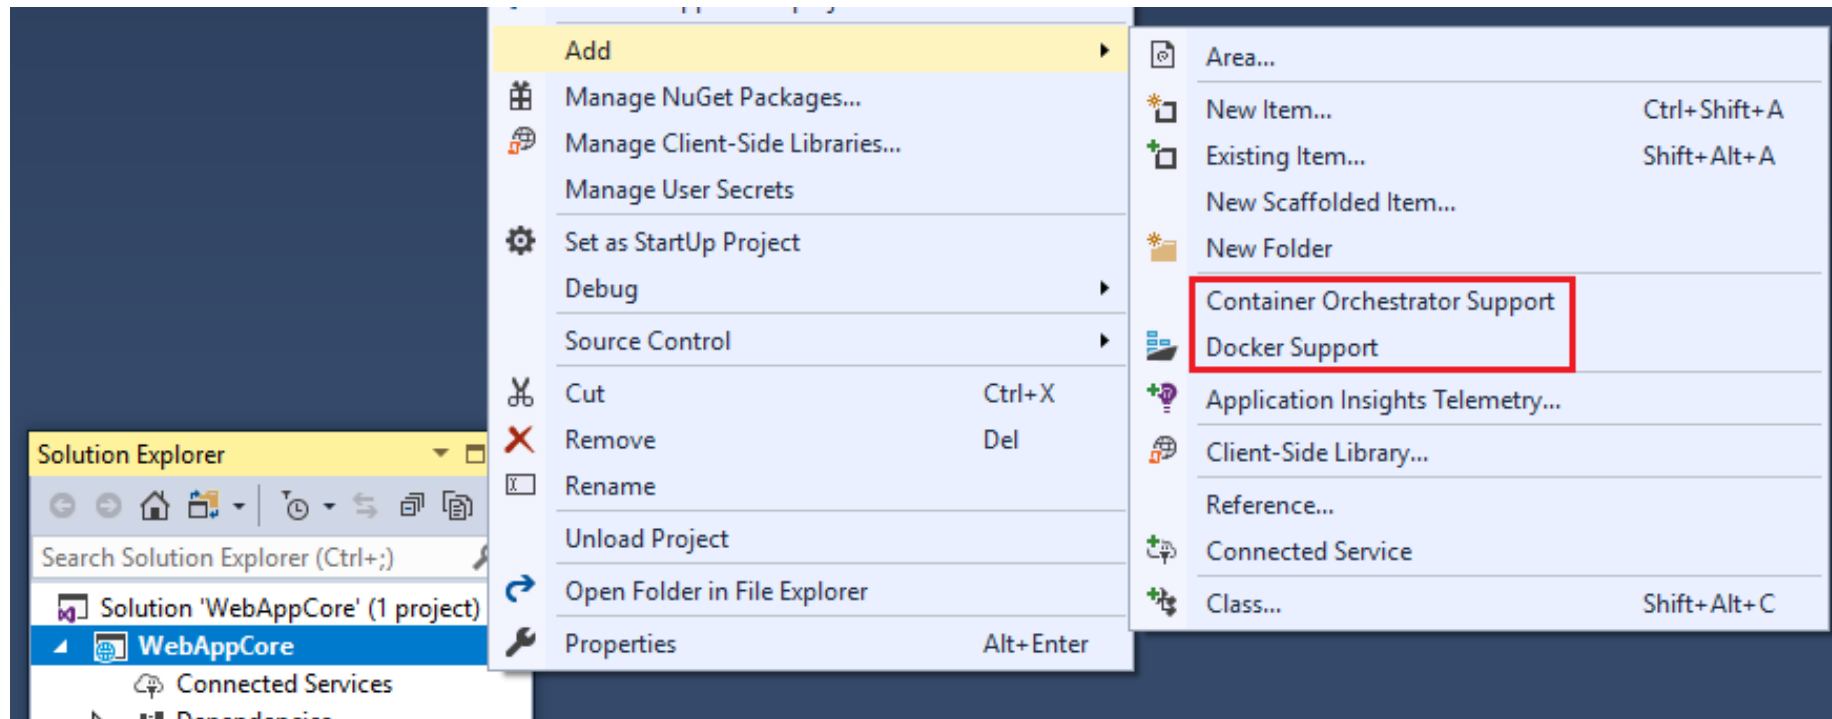 Add
Manage NuGet Packages...
Manage Client-Side Libraries...
Manage User Secrets
Set as StartUp Project
Debug
Source Control
Cut Ctrl+X
Remove Del
Rename
Unload Project
Open Folder in File Explorer
Properties Alt+Enter
Area...
New Item... Ctrl+Shift+A
Existing Item... Shift+Alt+A
New Scaffolded Item...
New Folder
Container Orchestrator Support
Docker Support
Application Insights Telemetry...
Client-Side Library...
Reference...
Connected Service
Class... Shift+Alt+C
Solution Explorer
Search Solution Explorer (Ctrl+;)
Solution 'WebAppCore' (1 project)
WebAppCore
Connected Services
Dependencies